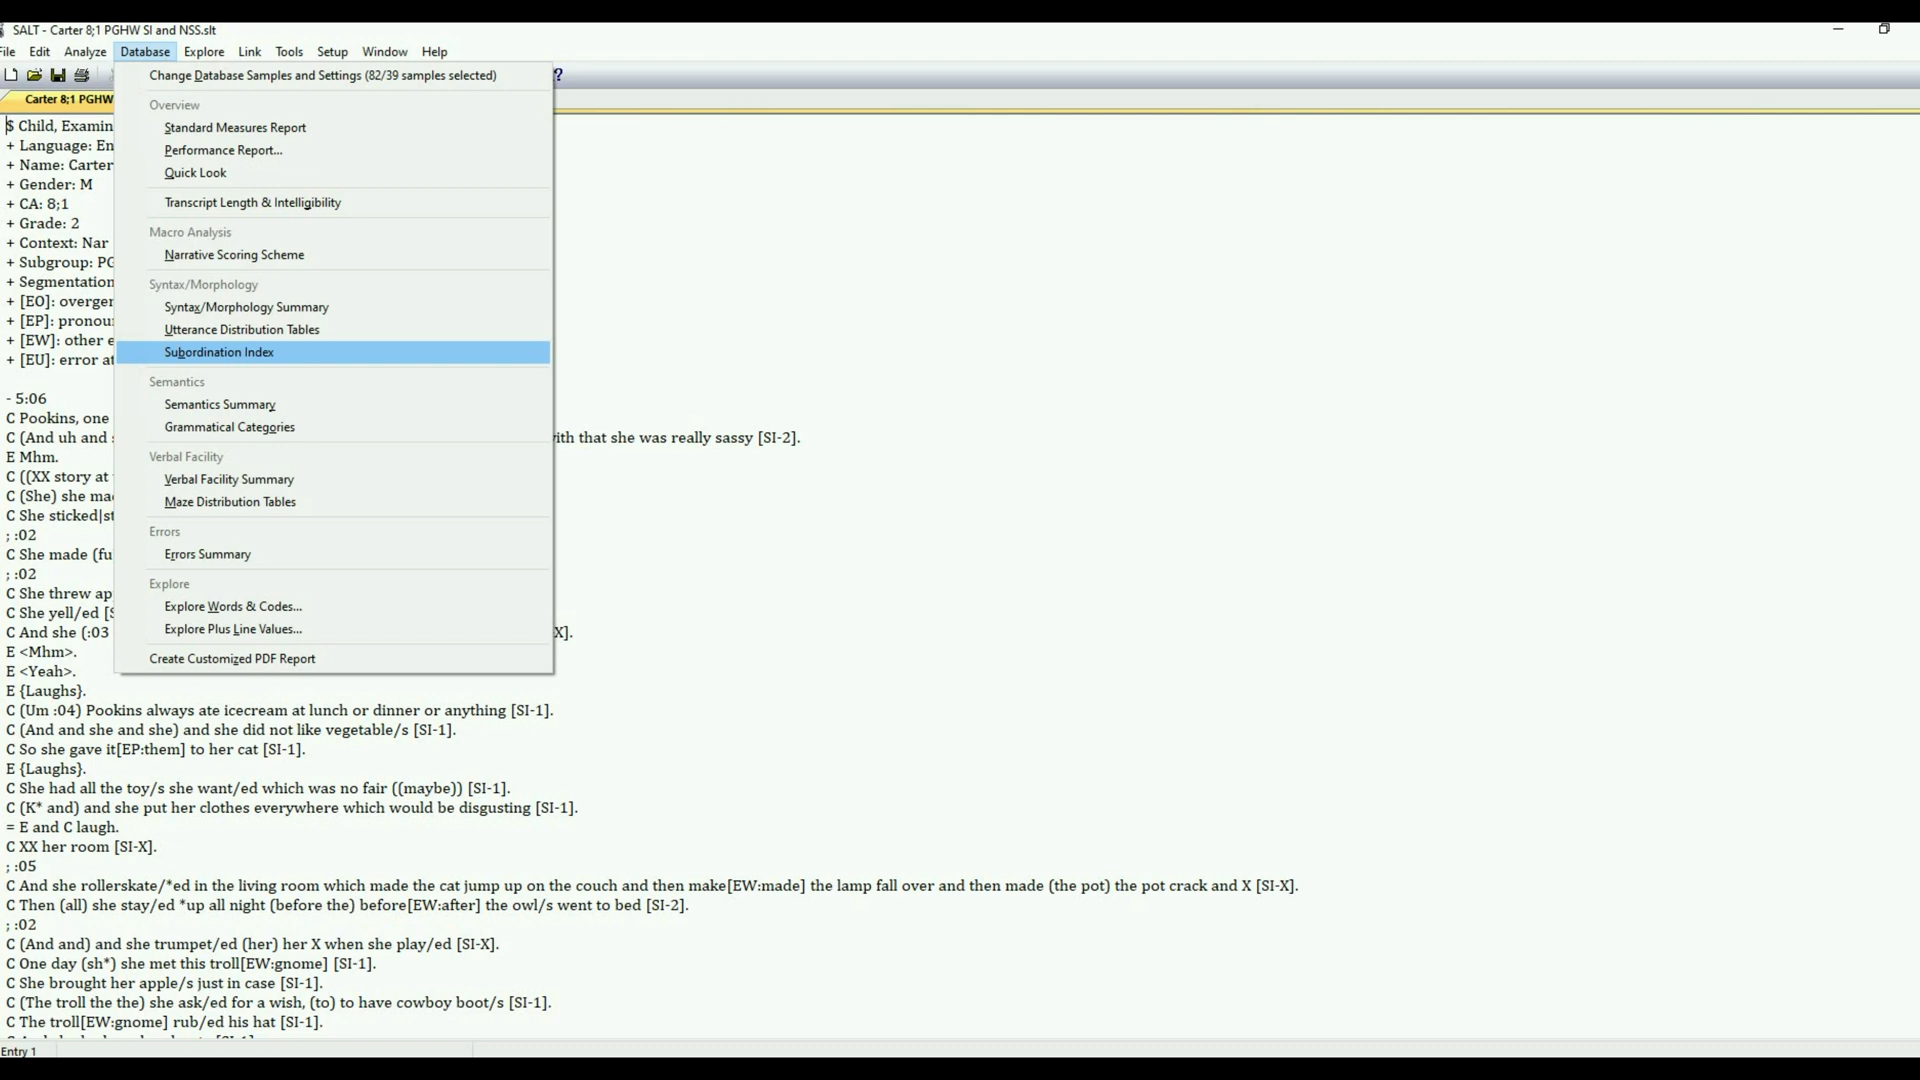 SALT - Carter 8;1 PGHW SI and NSS.slt
File Edit Analyze Database Explore Link Tools Setup Window Help
?
Carter 8;1 PGHW
Change Database Samples and Settings (82/39 samples selected)
Overview
Standard Measures Report
Performance Report...
Quick Look
Transcript Length & Intelligibility
Macro Analysis
Narrative Scoring Scheme
Syntax/Morphology
Syntax/Morphology Summary
Utterance Distribution Tables
Subordination Index
Semantics
Semantics Summary
Grammatical Categories
Verbal Facility
Verbal Facility Summary
Maze Distribution Tables
Errors
Errors Summary
Explore
Explore Words & Codes...
Explore Plus Line Values...
Create Customized PDF Report
$ Child, Examin
+ Language: En
+ Name: Carter
+ Gender: M
+ CA: 8;1
+ Grade: 2
+ Context: Nar
+ Subgroup: PG
+ Segmentation
+ [EO]: overger
+ [EP]: pronou
+ [EW]: other e
+ [EU]: error at
- 5:06
C Pookins, one
C (And uh and with that she was really sassy [SI-2].
E Mhm.
C ((XX story at
C (She) she ma
C She sticked|st
; :02
C She made (fu
; :02
C She threw ap
C She yell/ed [S
C And she (:03 X].
E <Mhm>.
E <Yeah>.
E {Laughs}.
C (Um :04) Pookins always ate icecream at lunch or dinner or anything [SI-1].
C (And and she and she) and she did not like vegetable/s [SI-1].
C So she gave it[EP:them] to her cat [SI-1].
E {Laughs}.
C She had all the toy/s she want/ed which was no fair ((maybe)) [SI-1].
C (K* and) and she put her clothes everywhere which would be disgusting [SI-1].
= E and C laugh.
C XX her room [SI-X].
; :05
C And she rollerskate/*ed in the living room which made the cat jump up on the couch and then make[EW:made] the lamp fall over and then made (the pot) the pot crack and X [SI-X].
C Then (all) she stay/ed *up all night (before the) before[EW:after] the owl/s went to bed [SI-2].
; :02
C (And and) and she trumpet/ed (her) her X when she play/ed [SI-X].
C One day (sh*) she met this troll[EW:gnome] [SI-1].
C She brought her apple/s just in case [SI-1].
C (The troll the the) she ask/ed for a wish, (to) to have cowboy boot/s [SI-1].
C The troll[EW:gnome] rub/ed his hat [SI-1].
Entry 1